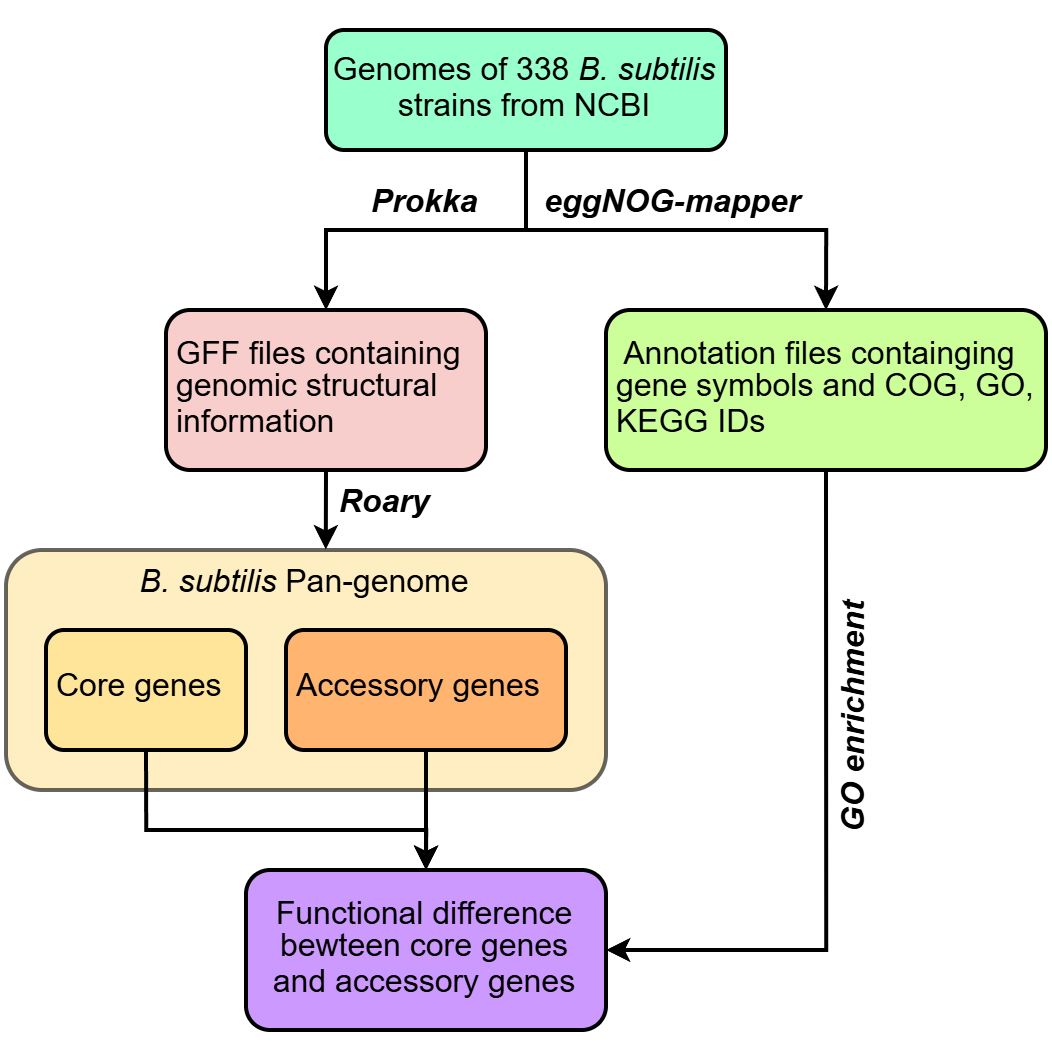 Genomes of 338 B. subtilis
strains from NCBI
Prokka
eggNOG-mapper
GFF files containing
genomic structural
information
Annotation files containging
gene symbols and COG, GO,
KEGG IDs
Roary
B. subtilis Pan-genome
Core genes
Accessory genes
GO enrichment
Functional difference
bewteen core genes
and accessory genes